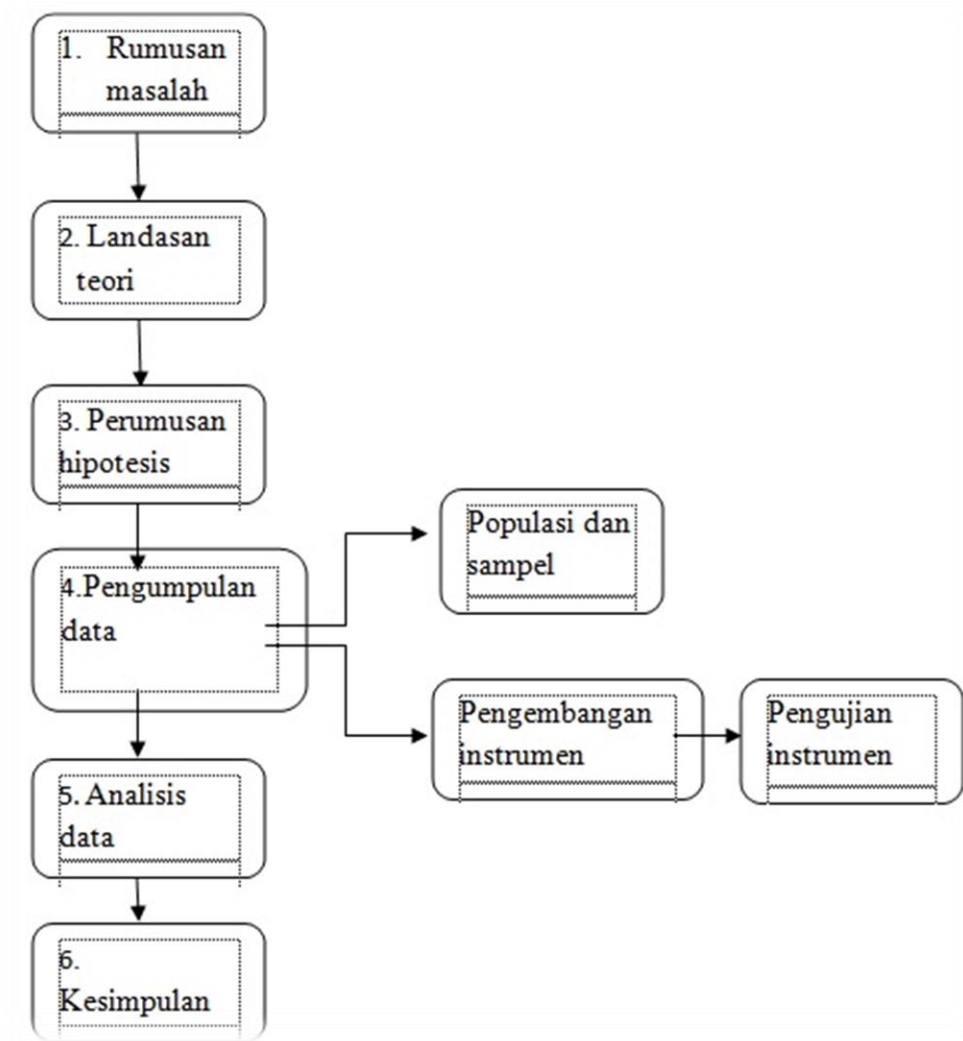 1. Rumusan
masalah
2. Landasan
teori
3. Perumusan
hipotesis
4.Pengumpulan
data
Populasi dan
sampel
Pengembangan
instrumen
Pengujian
instrumen
5. Analisis
data
6.
Kesimpulan